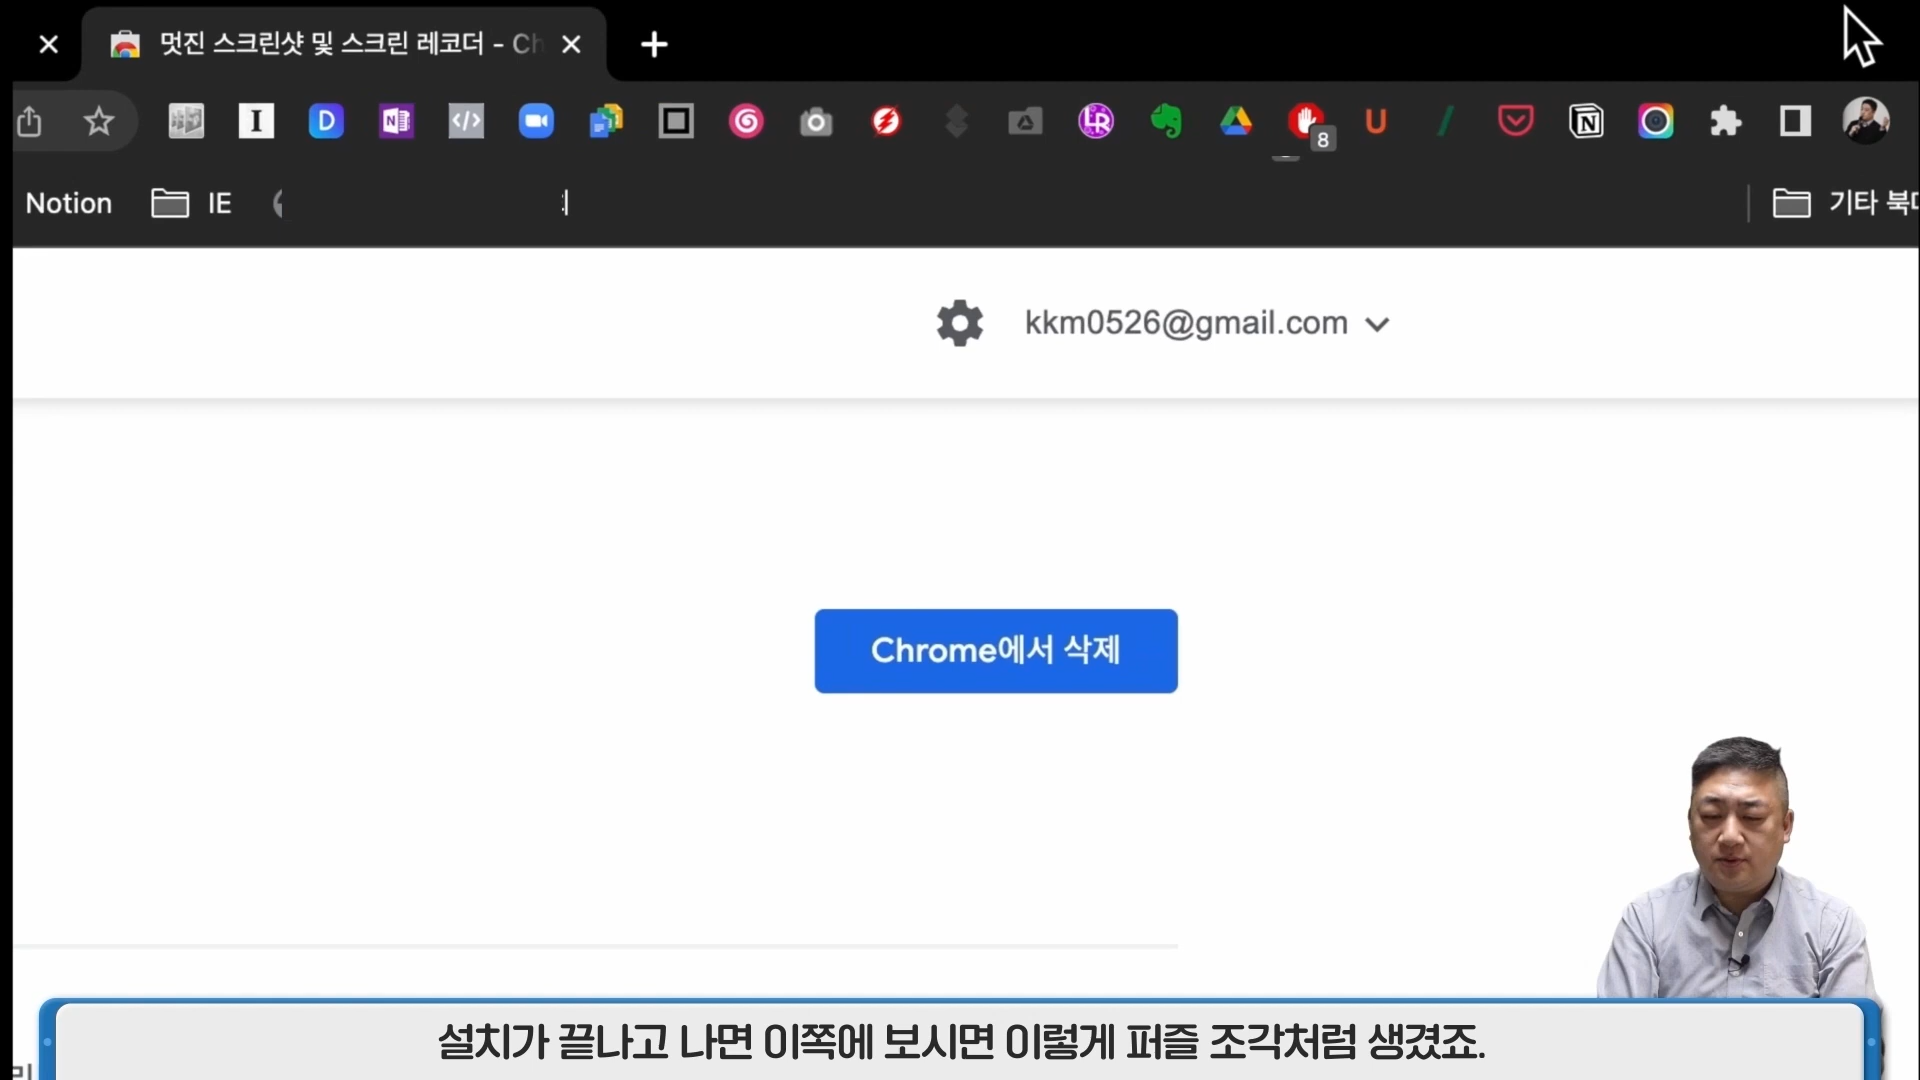 멋진 스크린샷 및 스크린 레코더 - Ch
8
Notion
IE
기타 북마
kkm0526@gmail.com
Chrome에서 삭제
설치가 끝나고 나면 이쪽에 보시면 이렇게 퍼즐 조각처럼 생겼죠.